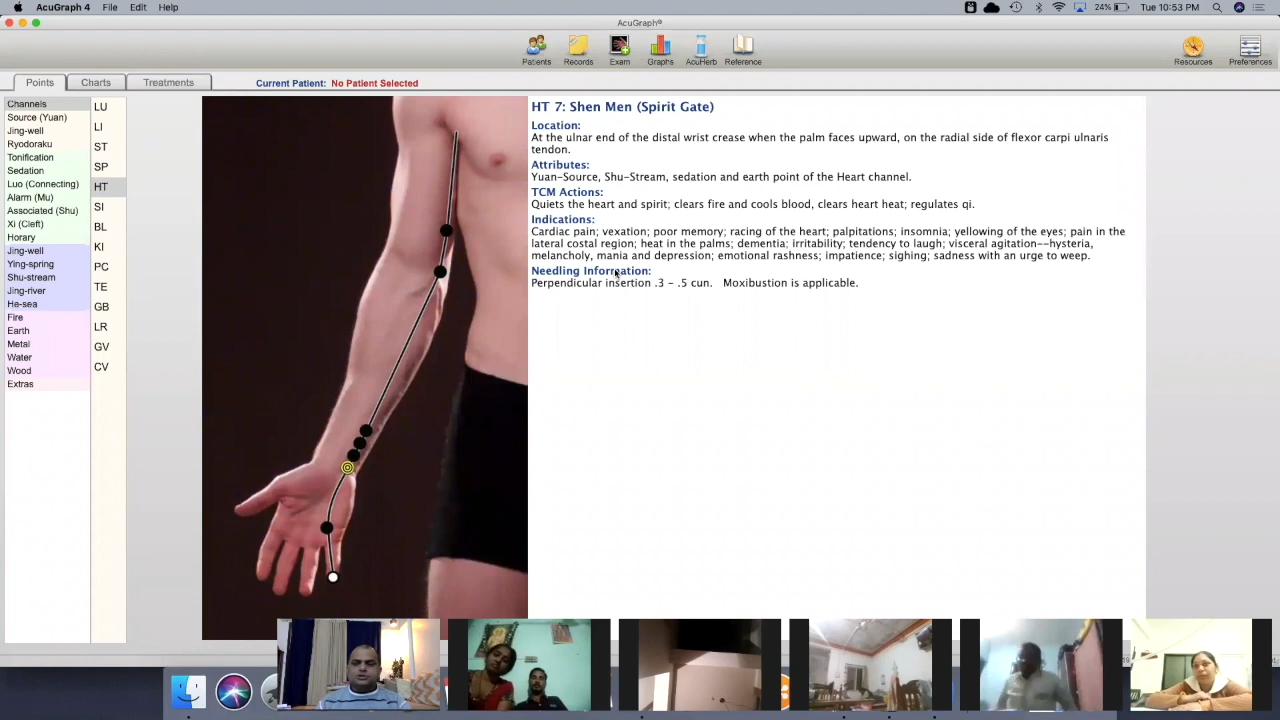 AcuGraph 4 File Edit Help
24% Tue 10:53 PM
AcuGraph®
Patients Records Exam Graphs AcuHerb Reference Resources Preferences
Points Charts Treatments Current Patient: No Patient Selected
Channels
Source (Yuan)
Jing-well
Ryodoraku
Tonification
Sedation
Luo (Connecting)
Alarm (Mu)
Associated (Shu)
Xi (Cleft)
Horary
Jing-well
Ying-spring
Shu-stream
Jing-river
He-sea
Fire
Earth
Metal
Water
Wood
Extras
LU
LI
ST
SP
HT
SI
BL
KI
PC
TE
GB
LR
GV
CV
HT 7: Shen Men (Spirit Gate)
Location:
At the ulnar end of the distal wrist crease when the palm faces upward, on the radial side of flexor carpi ulnaris
tendon.
Attributes:
Yuan-Source, Shu-Stream, sedation and earth point of the Heart channel.
TCM Actions:
Quiets the heart and spirit; clears fire and cools blood, clears heart heat; regulates qi.
Indications:
Cardiac pain; vexation; poor memory; racing of the heart; palpitations; insomnia; yellowing of the eyes; pain in the
lateral costal region; heat in the palms; dementia; irritability; tendency to laugh; visceral agitation--hysteria,
melancholy, mania and depression; emotional rashness; impatience; sighing; sadness with an urge to weep.
Needling Information:
Perpendicular insertion .3 - .5 cun. Moxibustion is applicable.